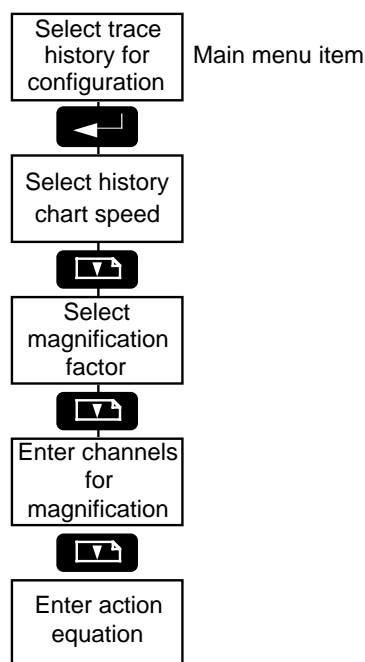 Select trace
history for
configuration
Main menu item
Select history
chart speed
Select
magnification
factor
Enter channels
for
magnification
Enter action
equation